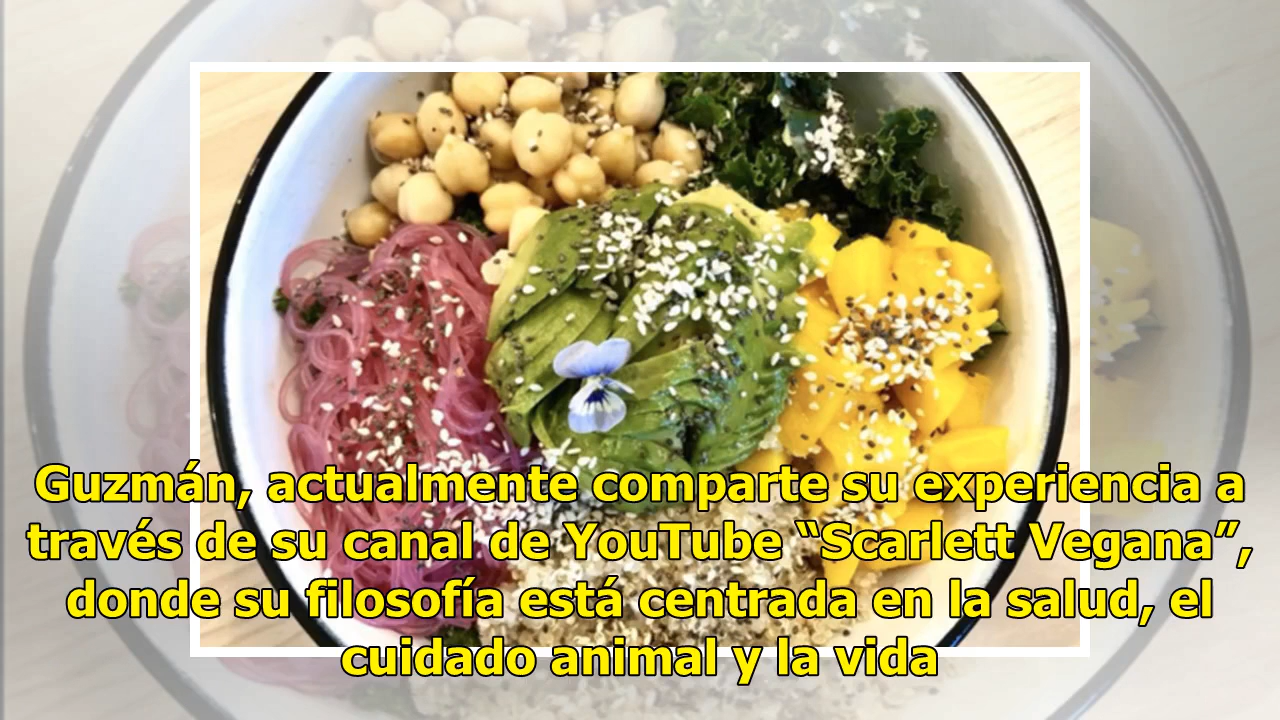 Guzmán, actualmente comparte su experiencia a
través de su canal de YouTube “Scarlett Vegana”,
donde su filosofía está centrada en la salud, el
cuidado animal y la vida